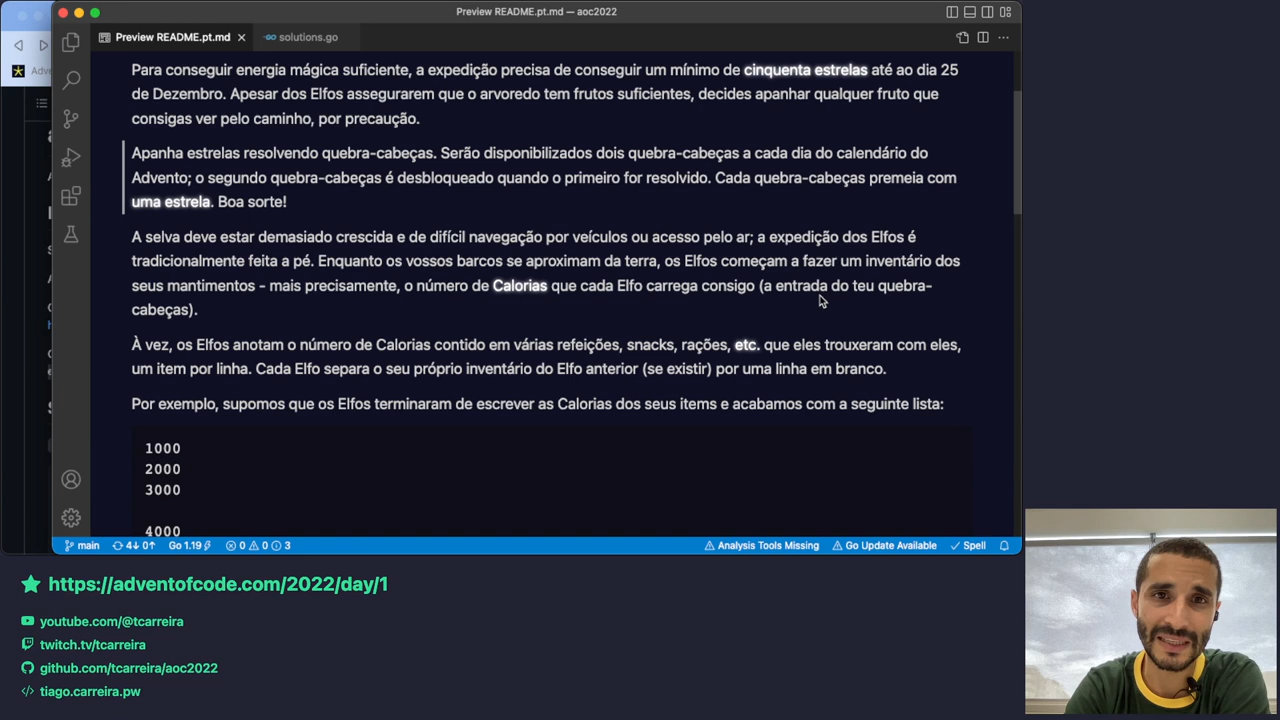 Preview README.pt.md — aoc2022
Preview README.pt.md
solutions.go
Para conseguir energia mágica suficiente, a expedição precisa de conseguir um mínimo de cinquenta estrelas até ao dia 25
de Dezembro. Apesar dos Elfos assegurarem que o arvoredo tem frutos suficientes, decides apanhar qualquer fruto que
consigas ver pelo caminho, por precaução.
Apanha estrelas resolvendo quebra-cabeças. Serão disponibilizados dois quebra-cabeças a cada dia do calendário do
Advento; o segundo quebra-cabeças é desbloqueado quando o primeiro for resolvido. Cada quebra-cabeças premeia com
uma estrela. Boa sorte!
A selva deve estar demasiado crescida e de difícil navegação por veículos ou acesso pelo ar; a expedição dos Elfos é
tradicionalmente feita a pé. Enquanto os vossos barcos se aproximam da terra, os Elfos começam a fazer um inventário dos
seus mantimentos - mais precisamente, o número de Calorias que cada Elfo carrega consigo (a entrada do teu quebra-
cabeças).
À vez, os Elfos anotam o número de Calorias contido em várias refeições, snacks, rações, etc. que eles trouxeram com eles,
um item por linha. Cada Elfo separa o seu próprio inventário do Elfo anterior (se existir) por uma linha em branco.
Por exemplo, supomos que os Elfos terminaram de escrever as Calorias dos seus items e acabamos com a seguinte lista:
1000
2000
3000
4000
main 4↓ 0↑ Go 1.19 0 0 3 Analysis Tools Missing Go Update Available Spell
https://adventofcode.com/2022/day/1
youtube.com/@tcarreira
twitch.tv/tcarreira
github.com/tcarreira/aoc2022
tiago.carreira.pw